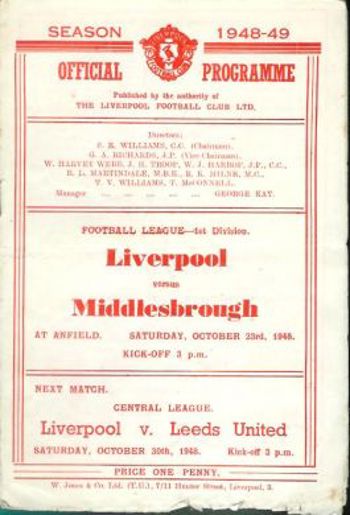 SEASON 1948-49
LIVERPOOL
FOOTBALL CLUB
OFFICIAL PROGRAMME
Published by the authority of
THE LIVERPOOL FOOTBALL CLUB LTD.
Directors:
S. R. WILLIAMS, C.C. (Chairman),
G. A. RICHARDS, J.P. (Vice-Chairman),
W. HARVEY WEBB, J. H. TROOP, W. J. HARROP, J.P., C.C.,
R. L. MARTINDALE, M.B.E., R. K. MILNE, M.C.,
T. V. WILLIAMS, T. McCONNELL.
Manager ... ... ... ... ... GEORGE KAY.
FOOTBALL LEAGUE—1st Division.
Liverpool
versus
Middlesbrough
AT ANFIELD. SATURDAY, OCTOBER 23rd, 1948.
KICK-OFF 3 p.m.
NEXT MATCH.
CENTRAL LEAGUE.
Liverpool v. Leeds United
SATURDAY, OCTOBER 30th, 1948. Kick-off 3 p.m.
PRICE ONE PENNY.
W. Jones & Co. Ltd. (T.U.), 7/11 Hunter Street, Liverpool, 3.